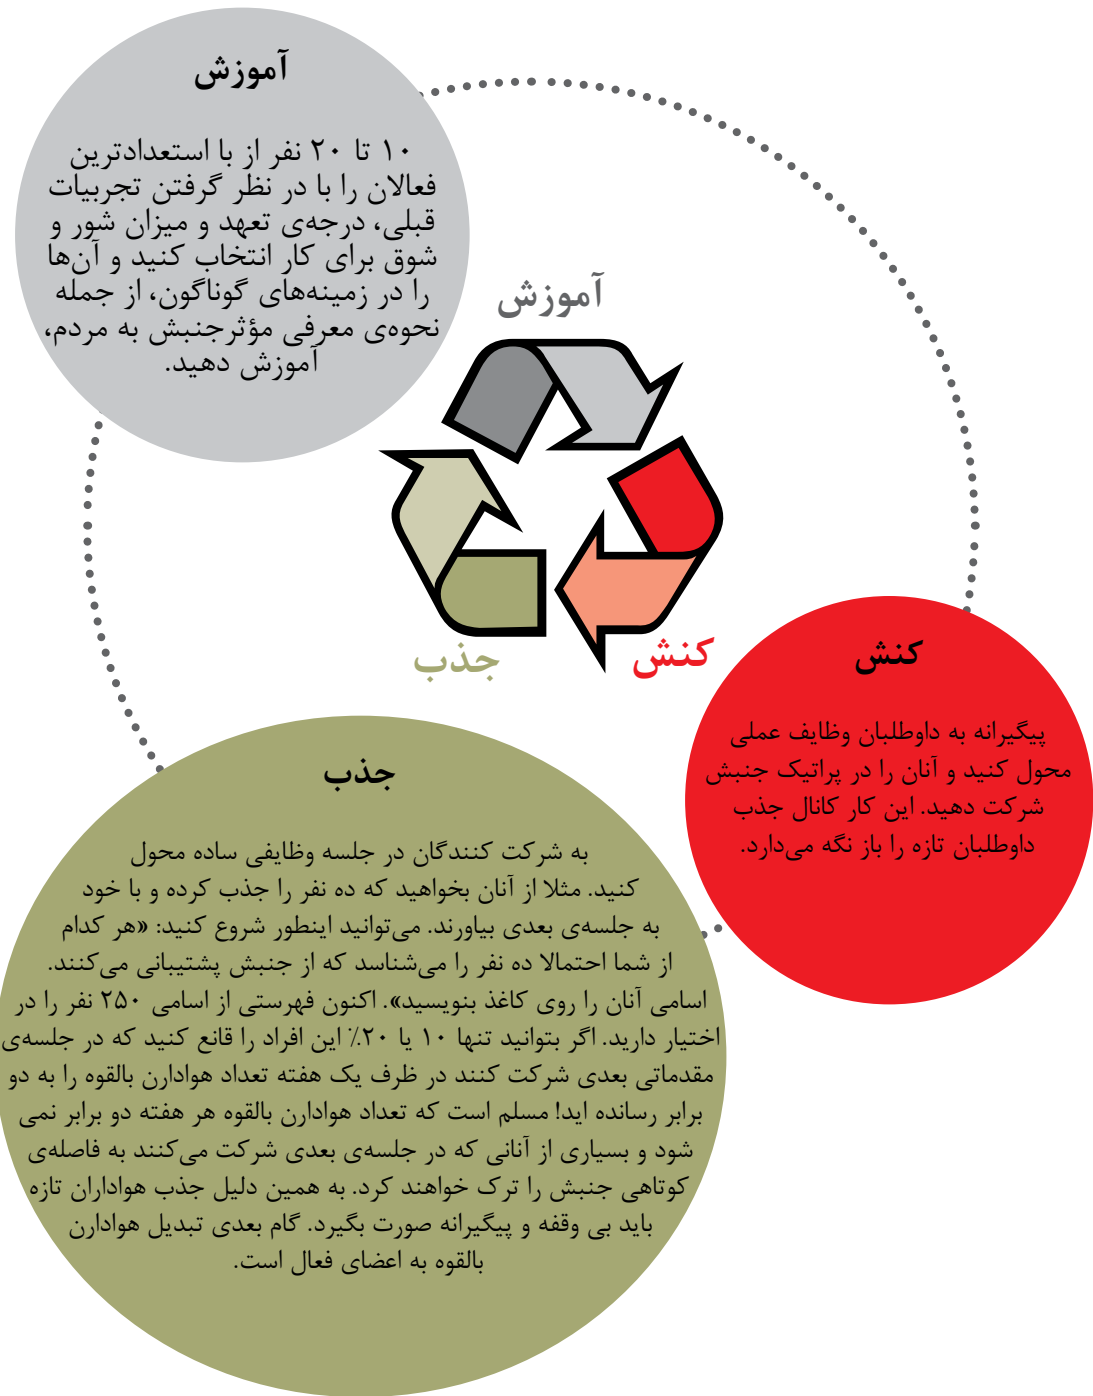 آموزش
۱۰ تا ۲۰ نفر از با استعدادترین
فعالان را با در نظر گرفتن تجربیات
قبلی، درجه‌ی تعهد و میزان شور و
شوق برای کار انتخاب کنید و آن‌ها
را در زمینه‌های گوناگون، از جمله
نحوه‌ی معرفی مؤثرجنبش به مردم،
آموزش دهید.
آموزش
کنش
جذب
کنش
پیگیرانه به داوطلبان وظایف عملی
محول کنید و آنان را در پراتیک جنبش
شرکت دهید. این کار کانال جذب
داوطلبان تازه را باز نگه می‌دارد.
جذب
به شرکت کنندگان در جلسه وظایفی ساده محول
کنید. مثلا از آنان بخواهید که ده نفر را جذب کرده و با خود
به جلسه‌ی بعدی بیاورند. می‌توانید اینطور شروع کنید: «هر کدام
از شما احتمالا ده نفر را می‌شناسد که از جنبش پشتیبانی می‌کنند.
اسامی آنان را روی کاغذ بنویسید». اکنون فهرستی از اسامی ۲۵۰ نفر را در
اختیار دارید. اگر بتوانید تنها ۱۰ یا ۲۰٪ این افراد را قانع کنید که در جلسه‌ی
مقدماتی بعدی شرکت کنند در ظرف یک هفته تعداد هوادارن بالقوه را به دو
برابر رسانده اید! مسلم است که تعداد هوادارن بالقوه هر هفته دو برابر نمی
شود و بسیاری از آنانی که در جلسه‌ی بعدی شرکت می‌کنند به فاصله‌ی
کوتاهی جنبش را ترک خواهند کرد. به همین دلیل جذب هواداران تازه
باید بی وقفه و پیگیرانه صورت بگیرد. گام بعدی تبدیل هوادارن
بالقوه به اعضای فعال است.